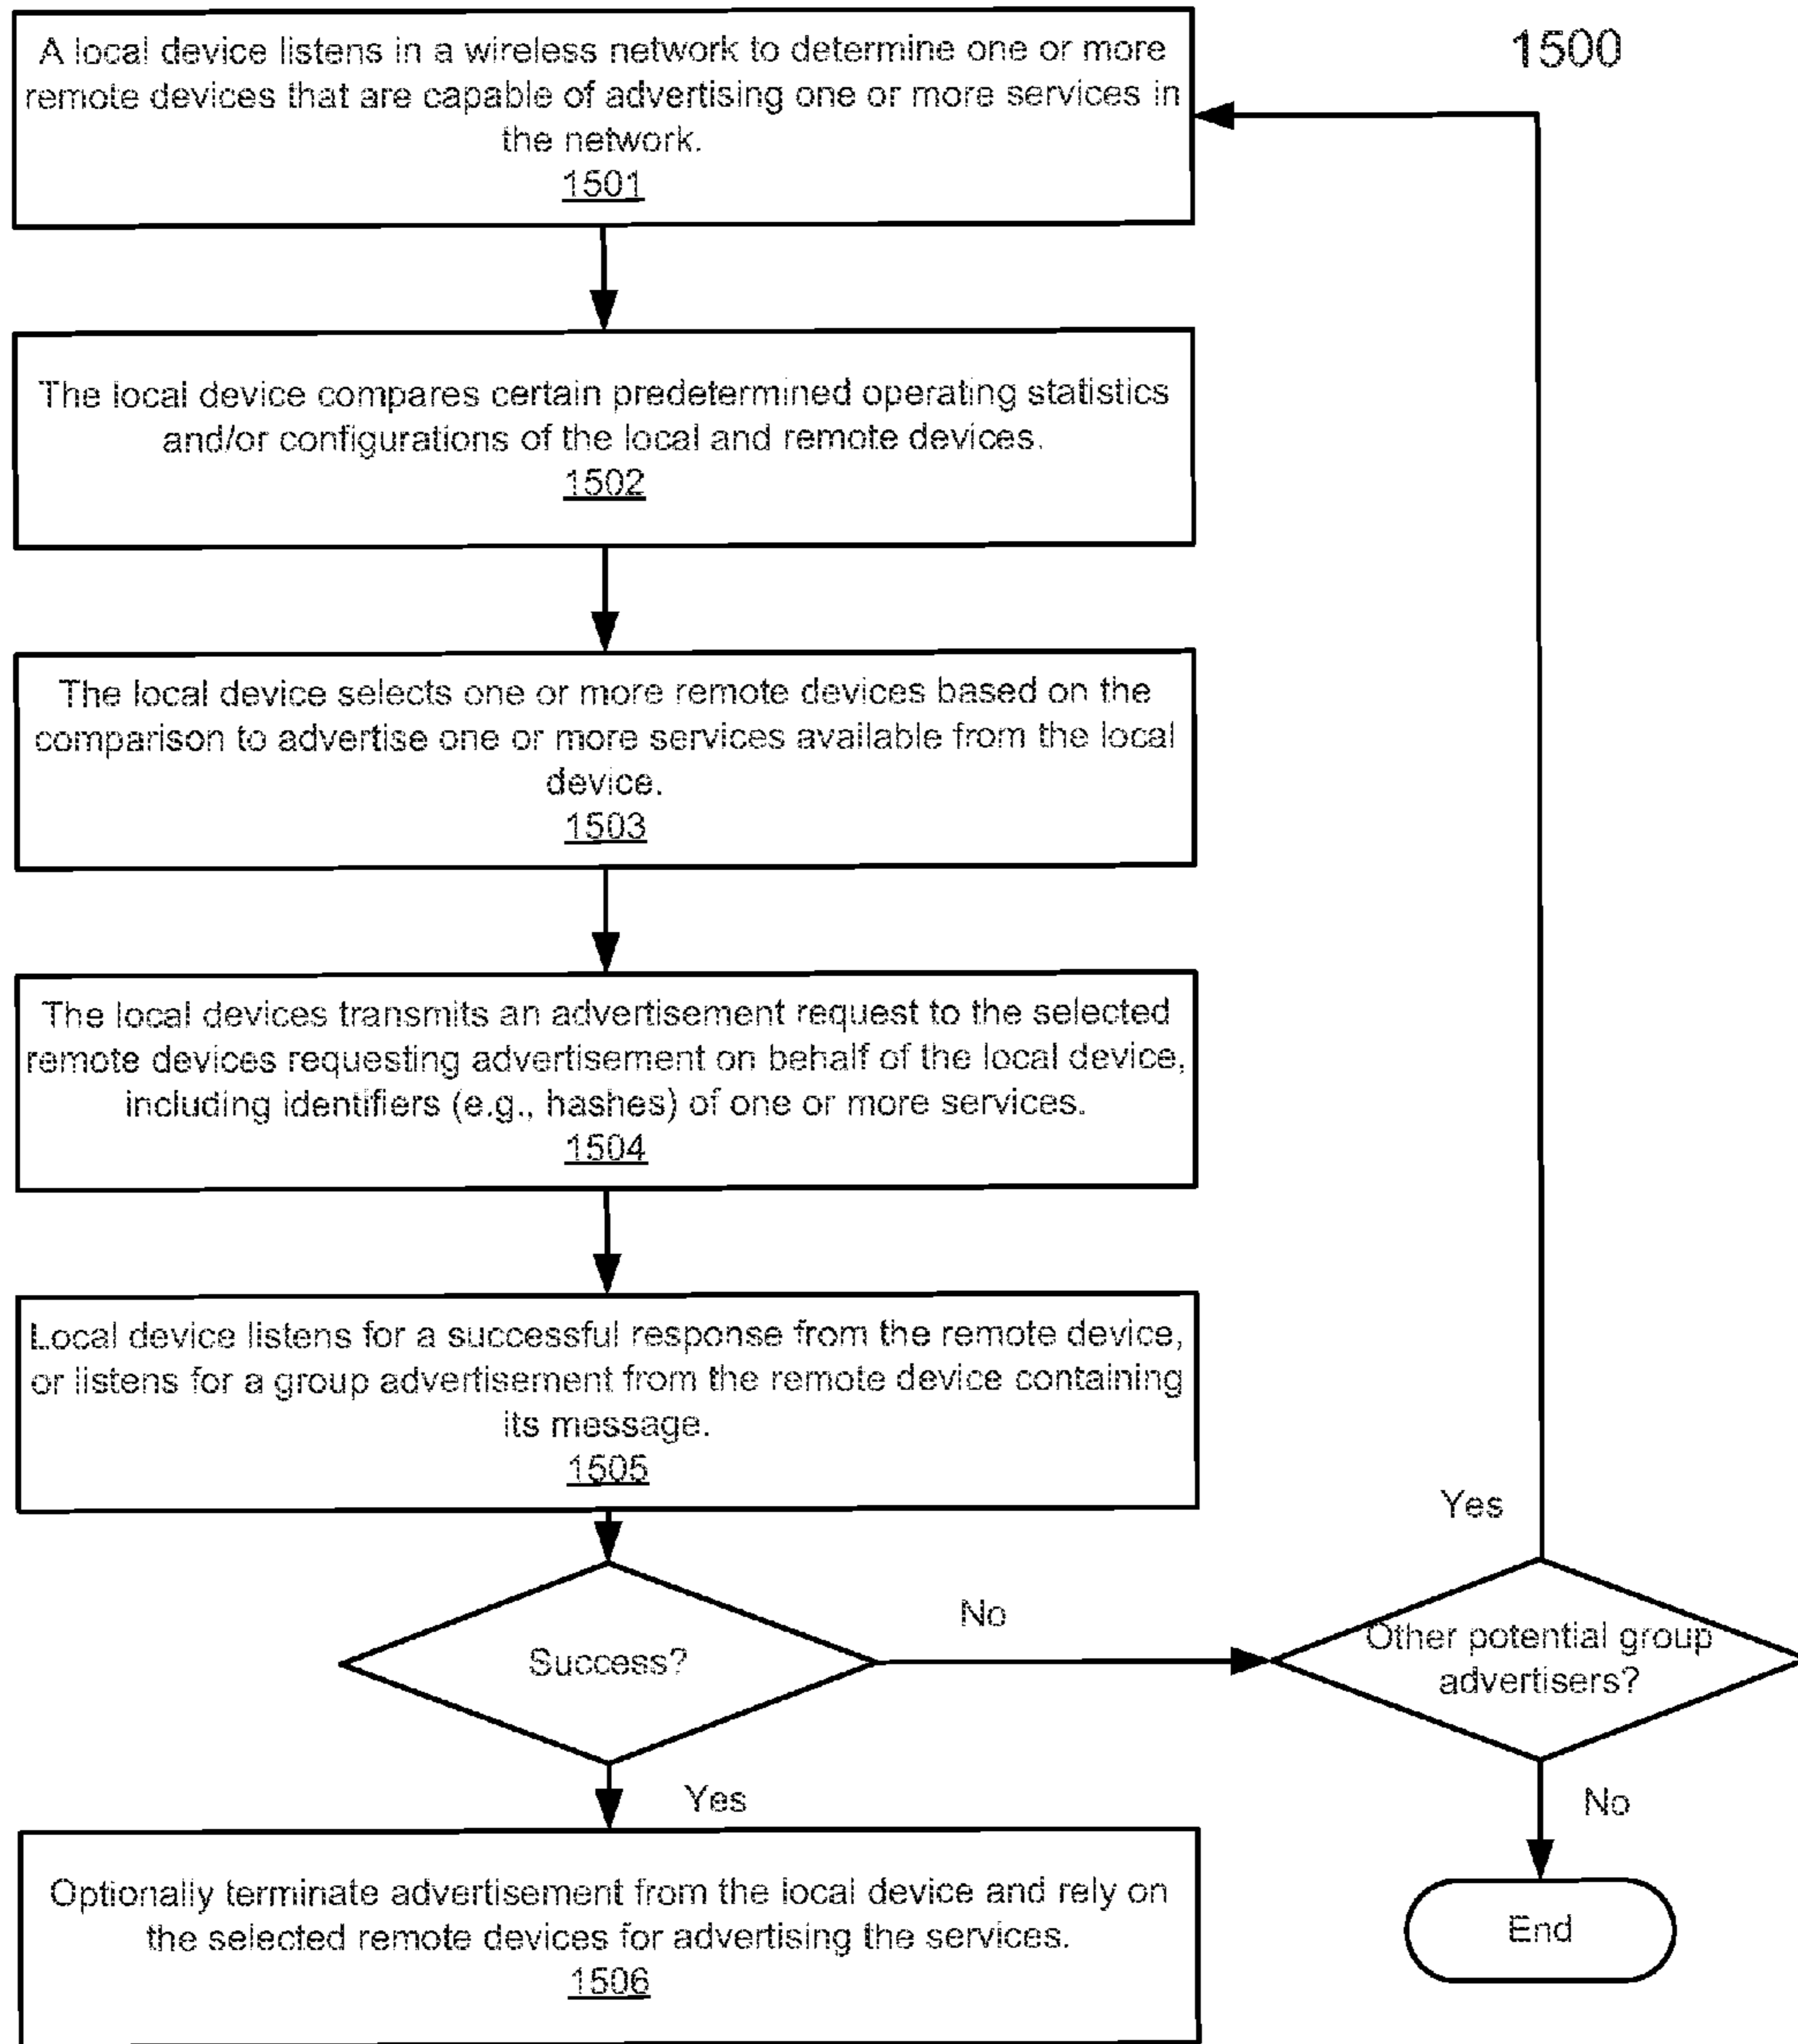 1500
A local device listens in a wireless network to determine one or more
remote devices that are capable of advertising one or more services in
the network.
1501
The local device compares certain predetermined operating statistics
and/or configurations of the local and remote devices.
1502
The local device selects one or more remote devices based on the
comparison to advertise one or more services available from the local
device.
1503
The local devices transmits an advertisement request to the selected
remote devices requesting advertisement on behalf of the local device,
including identifiers (e.g., hashes) of one or more services.
1504
Local device listens for a successful response from the remote device,
or listens for a group advertisement from the remote device containing
its message.
1505
Success?
No
Other potential group
advertisers?
Yes
No
End
Yes
Optionally terminate advertisement from the local device and rely on
the selected remote devices for advertising the services.
1506